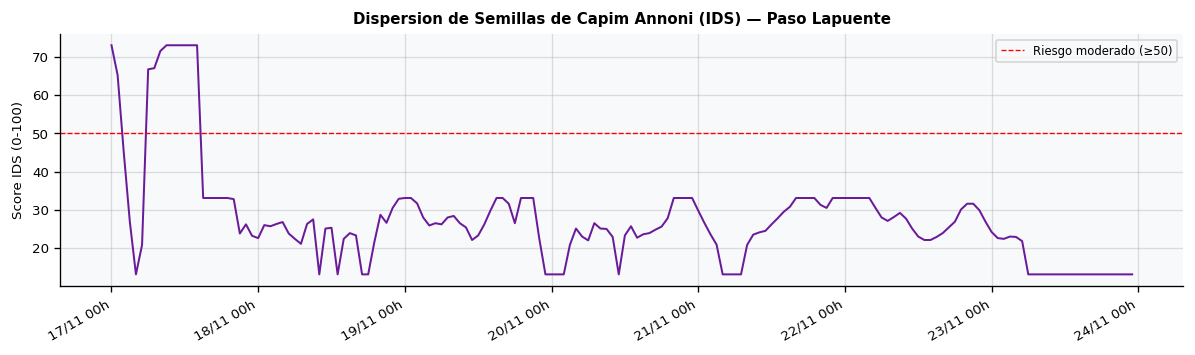 Dispersion de Semillas de Capim Annoni (IDS) — Paso Lapuente
Riesgo moderado (≥50)
Score IDS (0-100)
70
60
50
40
30
20
17/11 00h
18/11 00h
19/11 00h
20/11 00h
21/11 00h
22/11 00h
23/11 00h
24/11 00h